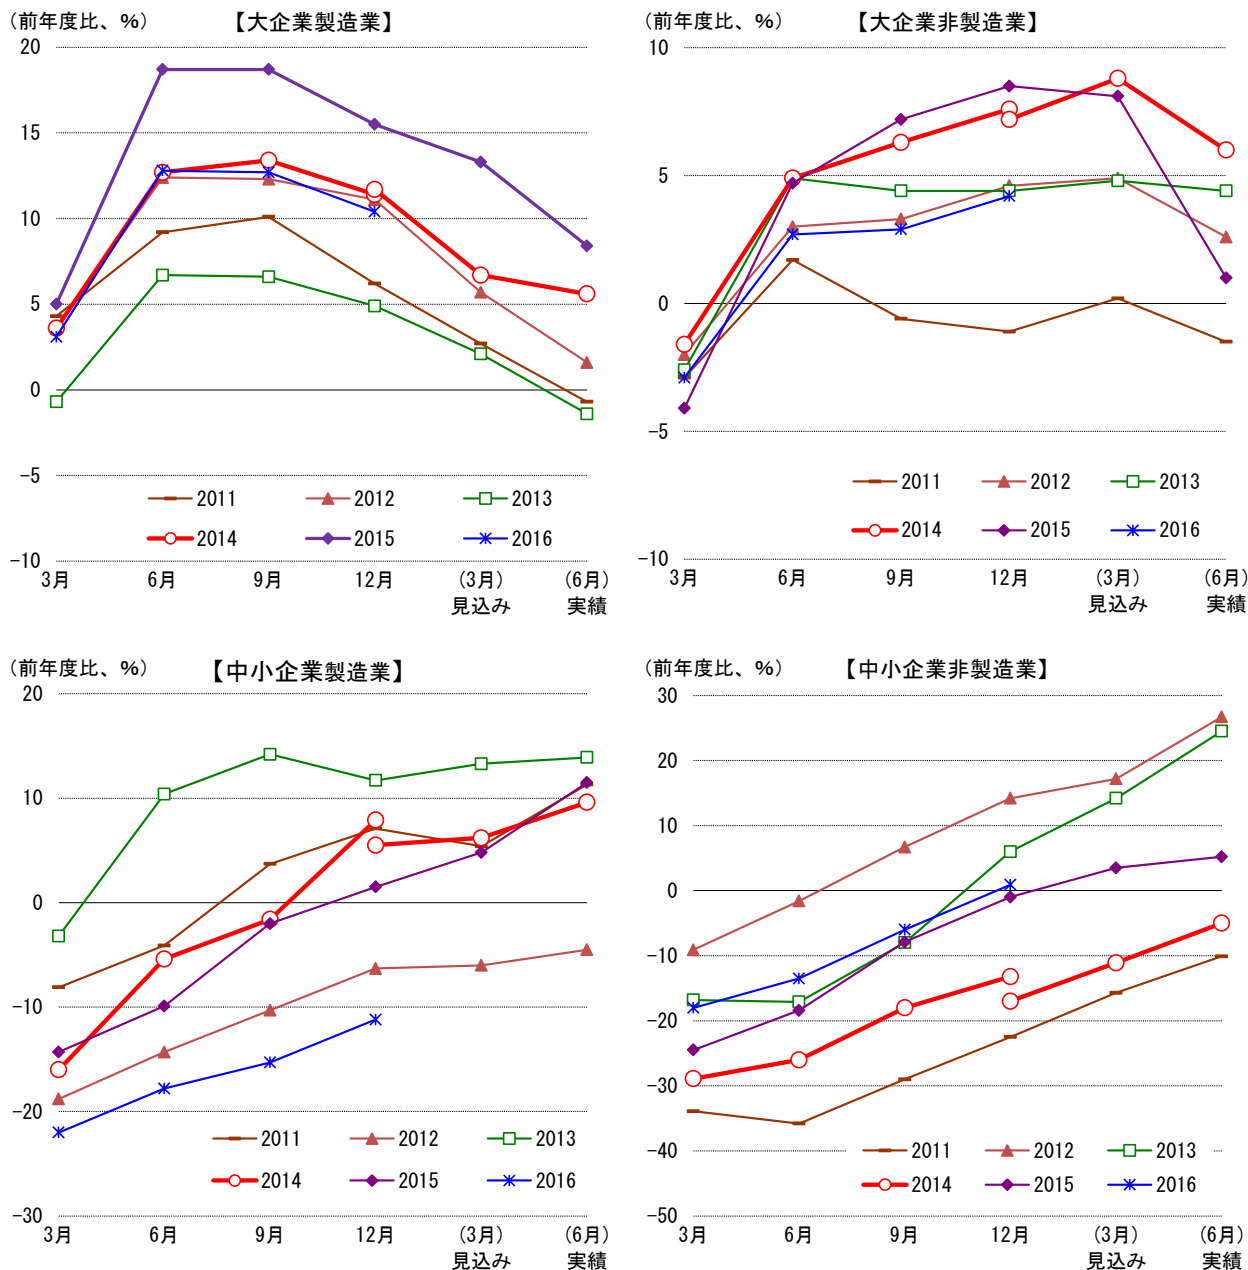 (前年度比、%)
【大企業製造業】
20
15
10
5
0
-5
-10
2011
2012
2013
2014
2015
2016
3月
6月
9月
12月
(3月)
見込み
(6月)
実績
(前年度比、%)
【大企業非製造業】
10
5
0
-5
-10
2011
2012
2013
2014
2015
2016
3月
6月
9月
12月
(3月)
見込み
(6月)
実績
(前年度比、%)
【中小企業製造業】
20
10
0
-10
-20
-30
2011
2012
2013
2014
2015
2016
3月
6月
9月
12月
(3月)
見込み
(6月)
実績
(前年度比、%)
【中小企業非製造業】
30
20
10
0
-10
-20
-30
-40
-50
2011
2012
2013
2014
2015
2016
3月
6月
9月
12月
(3月)
見込み
(6月)
実績